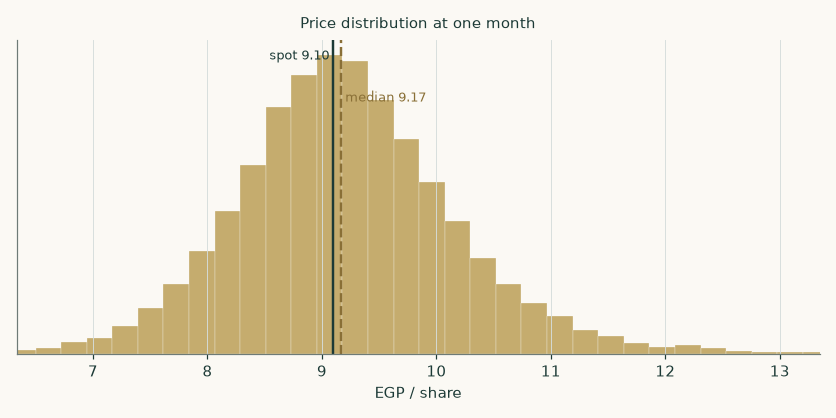 Price distribution at one month
spot 9.10
median 9.17
7 8 9 10 11 12 13
EGP / share